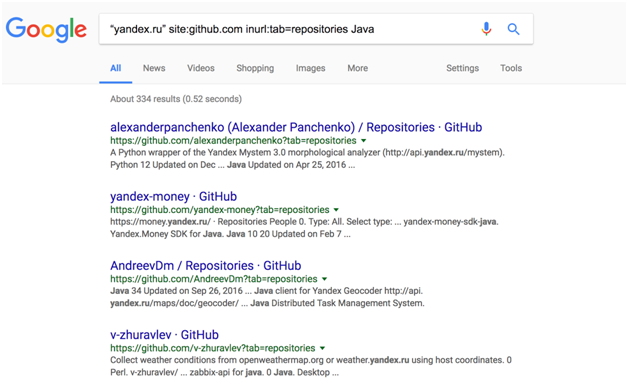 Google
“yandex.ru” site:github.com inurl:tab=repositories Java
All News Videos Shopping Images More Settings Tools
About 334 results (0.52 seconds)
alexanderpanchenko (Alexander Panchenko) / Repositories · GitHub
https://github.com/alexanderpanchenko?tab=repositories
A Python wrapper of the Yandex Mystem 3.0 morphological analyzer (http://api.yandex.ru/mystem).
Python 12 Updated on Dec ... Java Updated on Apr 25, 2016 ...
yandex-money · GitHub
https://github.com/yandex-money?tab=repositories
https://money.yandex.ru/ · Repositories People 0. Type: All. Select type: ... yandex-money-sdk-java.
Yandex.Money SDK for Java. Java 10 20 Updated on Feb 7 ...
AndreevDm / Repositories · GitHub
https://github.com/AndreevDm?tab=repositories
Java 34 Updated on Sep 26, 2016 ... Java client for Yandex Geocoder http://api.
yandex.ru/maps/doc/geocoder/ ... Java Distributed Task Management System.
v-zhuravlev · GitHub
https://github.com/v-zhuravlev?tab=repositories
Collect weather conditions from openweathermap.org or weather.yandex.ru using host coordinates. 0
Perl. v-zhuravlev/ ... zabbix-api for java. 0 Java. Desktop ...